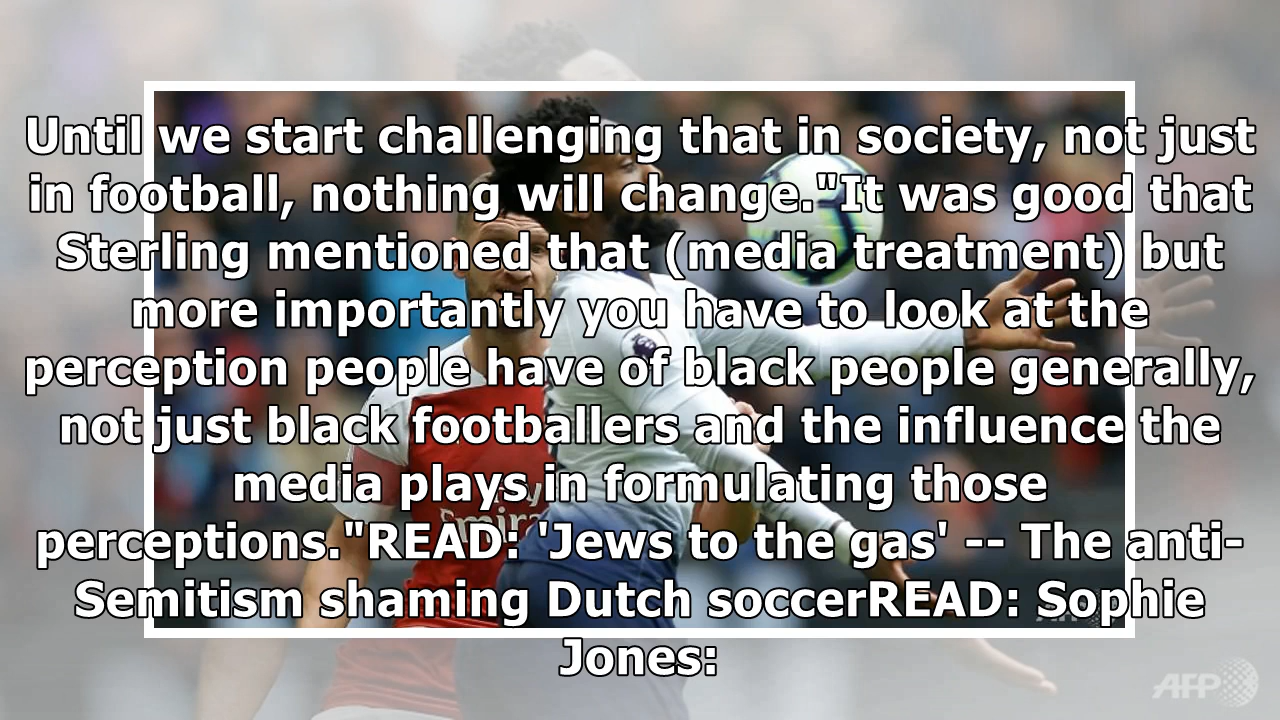 Until we start challenging that in society, not just
in football, nothing will change."It was good that
Sterling mentioned that (media treatment) but
more importantly you have to look at the
perception people have of black people generally,
not just black footballers and the influence the
media plays in formulating those
perceptions."READ: 'Jews to the gas' -- The anti-
Semitism shaming Dutch soccerREAD: Sophie
Jones:
AFP